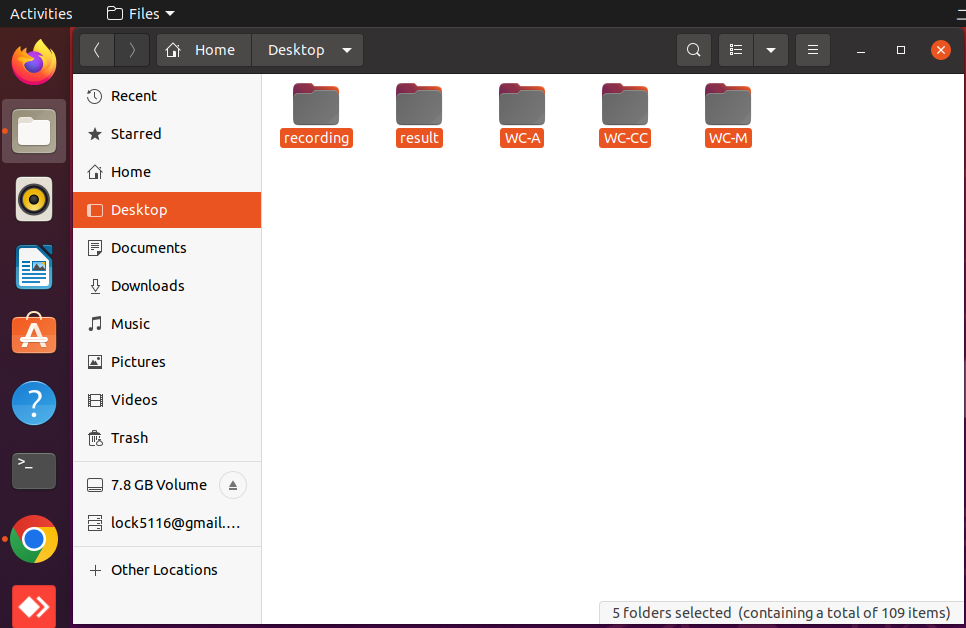 Activities Files
Home Desktop
Recent
Starred
Home
Desktop
Documents
Downloads
Music
Pictures
Videos
Trash
7.8 GB Volume
lock5116@gmail.…
Other Locations
recording result WC-A WC-CC WC-M
5 folders selected (containing a total of 109 items)